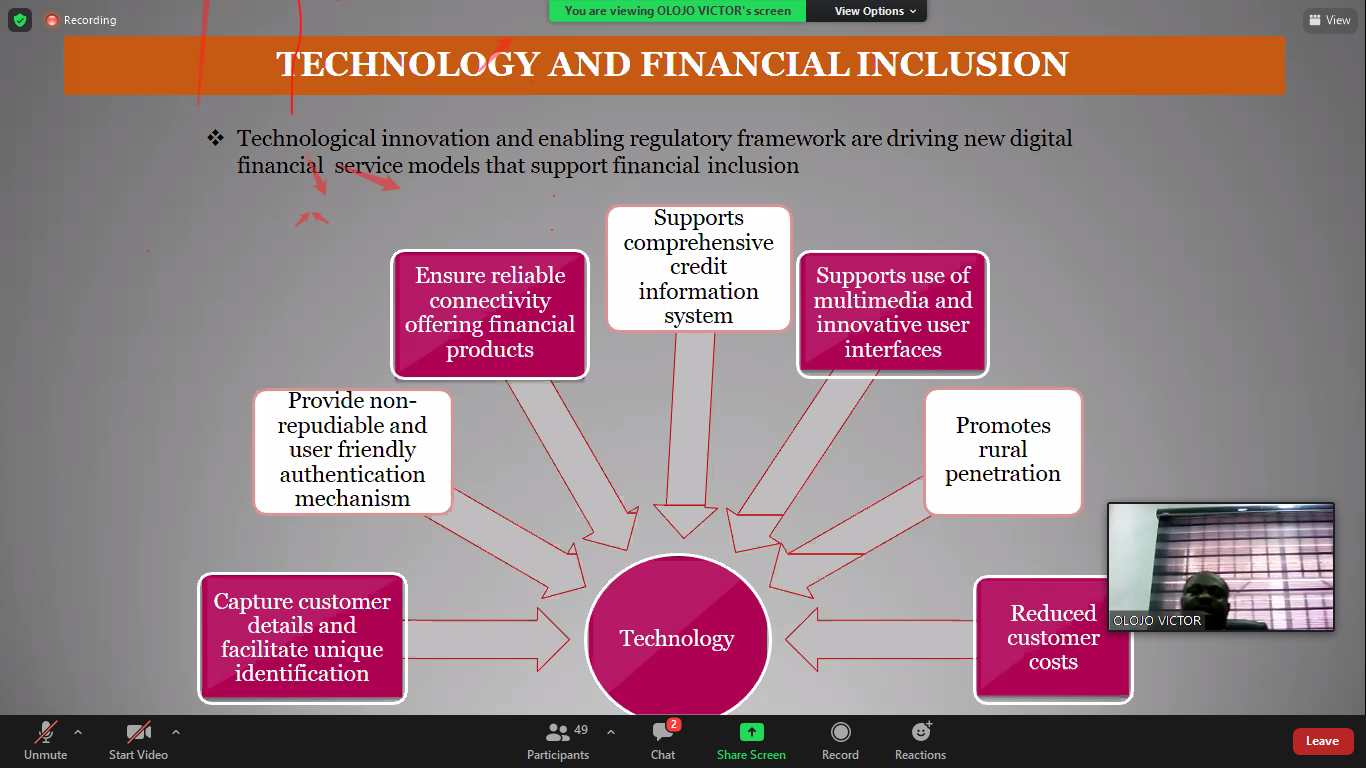 Recording
You are viewing OLOJO VICTOR's screen
View Options
View
TECHNOLOGY AND FINANCIAL INCLUSION
Technological innovation and enabling regulatory framework are driving new digital
financial service models that support financial inclusion
Supports
comprehensive
credit
information
system
Ensure reliable
connectivity
offering financial
products
Supports use of
multimedia and
innovative user
interfaces
Provide non-
repudiable and
user friendly
authentication
mechanism
Promotes
rural
penetration
Capture customer
details and
facilitate unique
identification
Technology
Reduced
customer
costs
OLOJO VICTOR
Unmute
Start Video
49
Participants
2
Chat
Share Screen
Record
Reactions
Leave